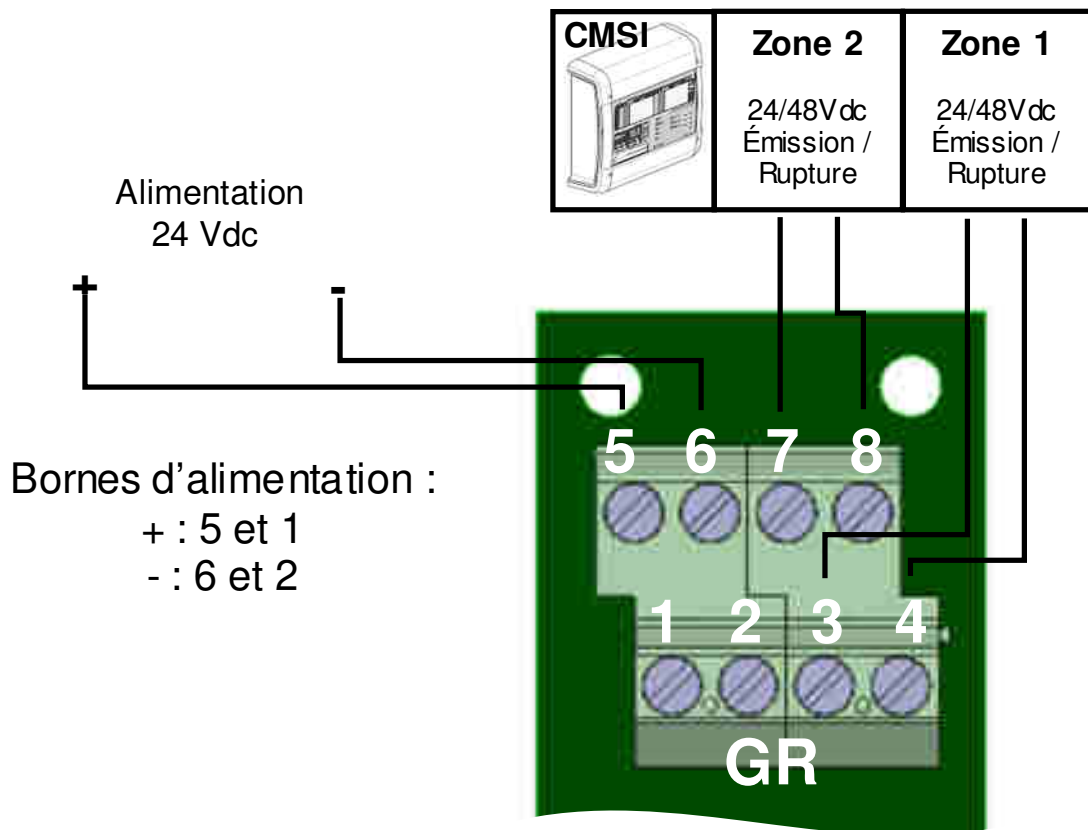 CMSI
Zone 2
24/48Vdc
Émission /
Rupture
Zone 1
24/48Vdc
Émission /
Rupture
Alimentation
24 Vdc
+
-
Bornes d'alimentation :
+ : 5 et 1
- : 6 et 2
5 6 7 8
1 2 3 4
GR